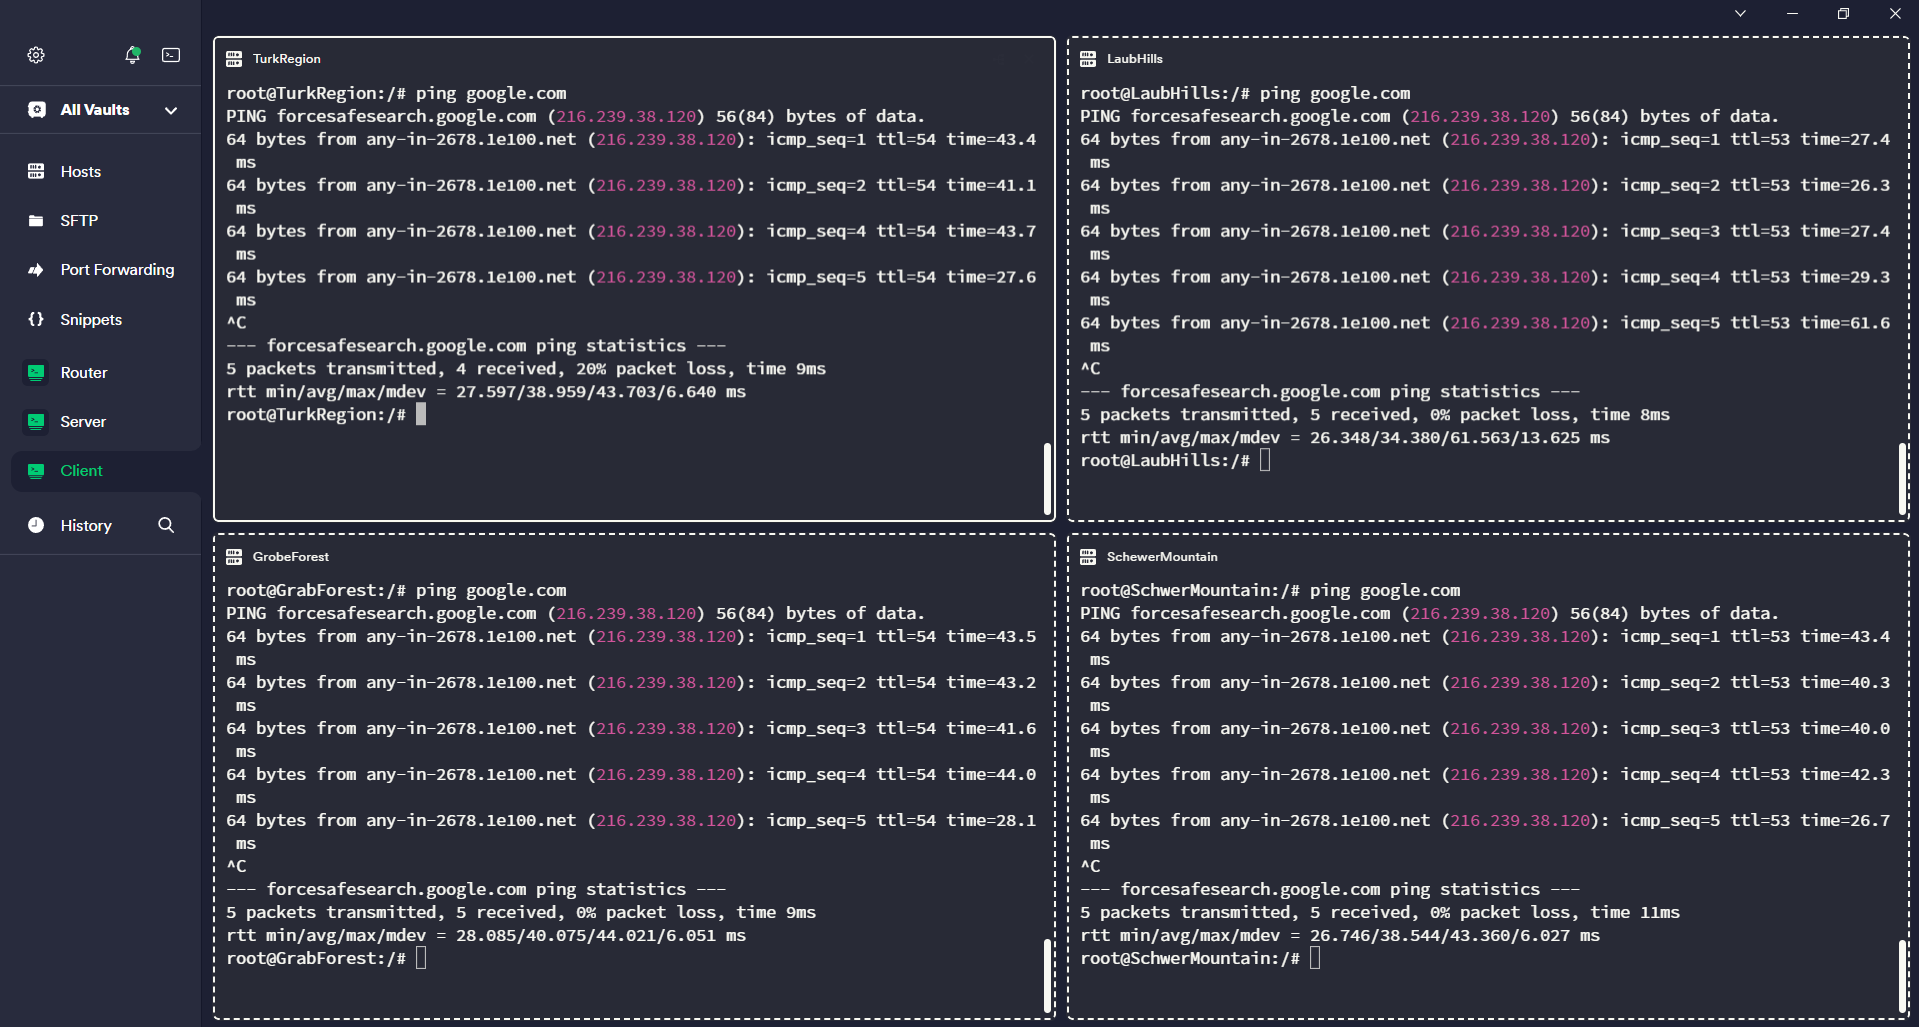 All Vaults
Hosts
SFTP
Port Forwarding
Snippets
Router
Server
Client
History
TurkRegion
root@TurkRegion:/# ping google.com
PING forcesafesearch.google.com (216.239.38.120) 56(84) bytes of data.
64 bytes from any-in-2678.1e100.net (216.239.38.120): icmp_seq=1 ttl=54 time=43.4
ms
64 bytes from any-in-2678.1e100.net (216.239.38.120): icmp_seq=2 ttl=54 time=41.1
ms
64 bytes from any-in-2678.1e100.net (216.239.38.120): icmp_seq=4 ttl=54 time=43.7
ms
64 bytes from any-in-2678.1e100.net (216.239.38.120): icmp_seq=5 ttl=54 time=27.6
ms
^C
--- forcesafesearch.google.com ping statistics ---
5 packets transmitted, 4 received, 20% packet loss, time 9ms
rtt min/avg/max/mdev = 27.597/38.959/43.703/6.640 ms
root@TurkRegion:/#
LaubHills
root@LaubHills:/# ping google.com
PING forcesafesearch.google.com (216.239.38.120) 56(84) bytes of data.
64 bytes from any-in-2678.1e100.net (216.239.38.120): icmp_seq=1 ttl=53 time=27.4
ms
64 bytes from any-in-2678.1e100.net (216.239.38.120): icmp_seq=2 ttl=53 time=26.3
ms
64 bytes from any-in-2678.1e100.net (216.239.38.120): icmp_seq=3 ttl=53 time=27.4
ms
64 bytes from any-in-2678.1e100.net (216.239.38.120): icmp_seq=4 ttl=53 time=29.3
ms
64 bytes from any-in-2678.1e100.net (216.239.38.120): icmp_seq=5 ttl=53 time=61.6
ms
^C
--- forcesafesearch.google.com ping statistics ---
5 packets transmitted, 5 received, 0% packet loss, time 8ms
rtt min/avg/max/mdev = 26.348/34.380/61.563/13.625 ms
root@LaubHills:/#
GrobeForest
root@GrabForest:/# ping google.com
PING forcesafesearch.google.com (216.239.38.120) 56(84) bytes of data.
64 bytes from any-in-2678.1e100.net (216.239.38.120): icmp_seq=1 ttl=54 time=43.5
ms
64 bytes from any-in-2678.1e100.net (216.239.38.120): icmp_seq=2 ttl=54 time=43.2
ms
64 bytes from any-in-2678.1e100.net (216.239.38.120): icmp_seq=3 ttl=54 time=41.6
ms
64 bytes from any-in-2678.1e100.net (216.239.38.120): icmp_seq=4 ttl=54 time=44.0
ms
64 bytes from any-in-2678.1e100.net (216.239.38.120): icmp_seq=5 ttl=54 time=28.1
ms
^C
--- forcesafesearch.google.com ping statistics ---
5 packets transmitted, 5 received, 0% packet loss, time 9ms
rtt min/avg/max/mdev = 28.085/40.075/44.021/6.051 ms
root@GrabForest:/#
SchewerMountain
root@SchwerMountain:/# ping google.com
PING forcesafesearch.google.com (216.239.38.120) 56(84) bytes of data.
64 bytes from any-in-2678.1e100.net (216.239.38.120): icmp_seq=1 ttl=53 time=43.4
ms
64 bytes from any-in-2678.1e100.net (216.239.38.120): icmp_seq=2 ttl=53 time=40.3
ms
64 bytes from any-in-2678.1e100.net (216.239.38.120): icmp_seq=3 ttl=53 time=40.0
ms
64 bytes from any-in-2678.1e100.net (216.239.38.120): icmp_seq=4 ttl=53 time=42.3
ms
64 bytes from any-in-2678.1e100.net (216.239.38.120): icmp_seq=5 ttl=53 time=26.7
ms
^C
--- forcesafesearch.google.com ping statistics ---
5 packets transmitted, 5 received, 0% packet loss, time 11ms
rtt min/avg/max/mdev = 26.746/38.544/43.360/6.027 ms
root@SchwerMountain:/#